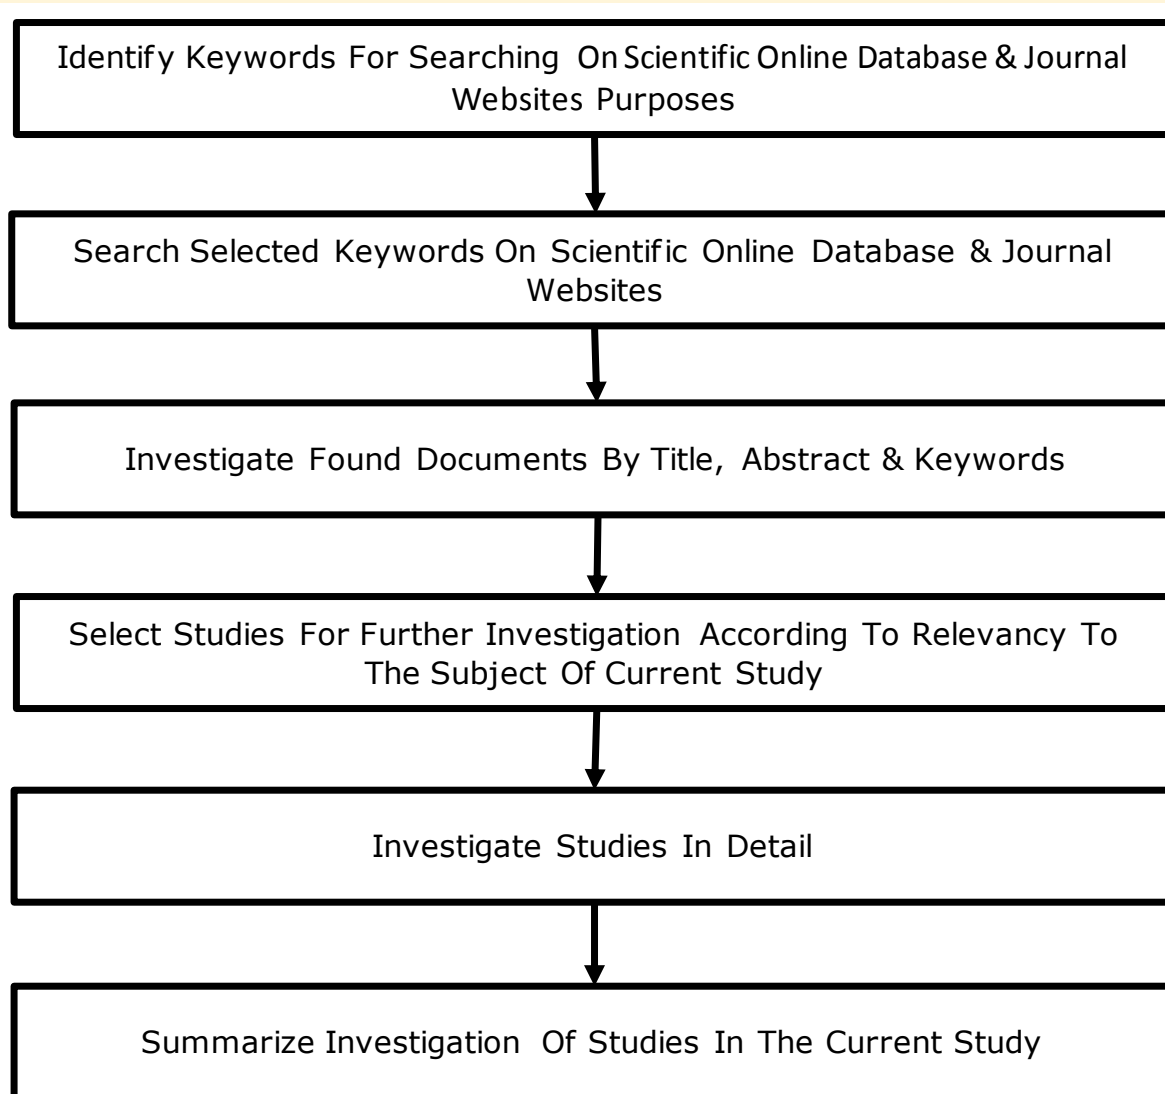 Identify Keywords For Searching On Scientific Online Database & Journal
Websites Purposes
Search Selected Keywords On Scientific Online Database & Journal
Websites
Investigate Found Documents By Title, Abstract & Keywords
Select Studies For Further Investigation According To Relevancy To
The Subject Of Current Study
Investigate Studies In Detail
Summarize Investigation Of Studies In The Current Study